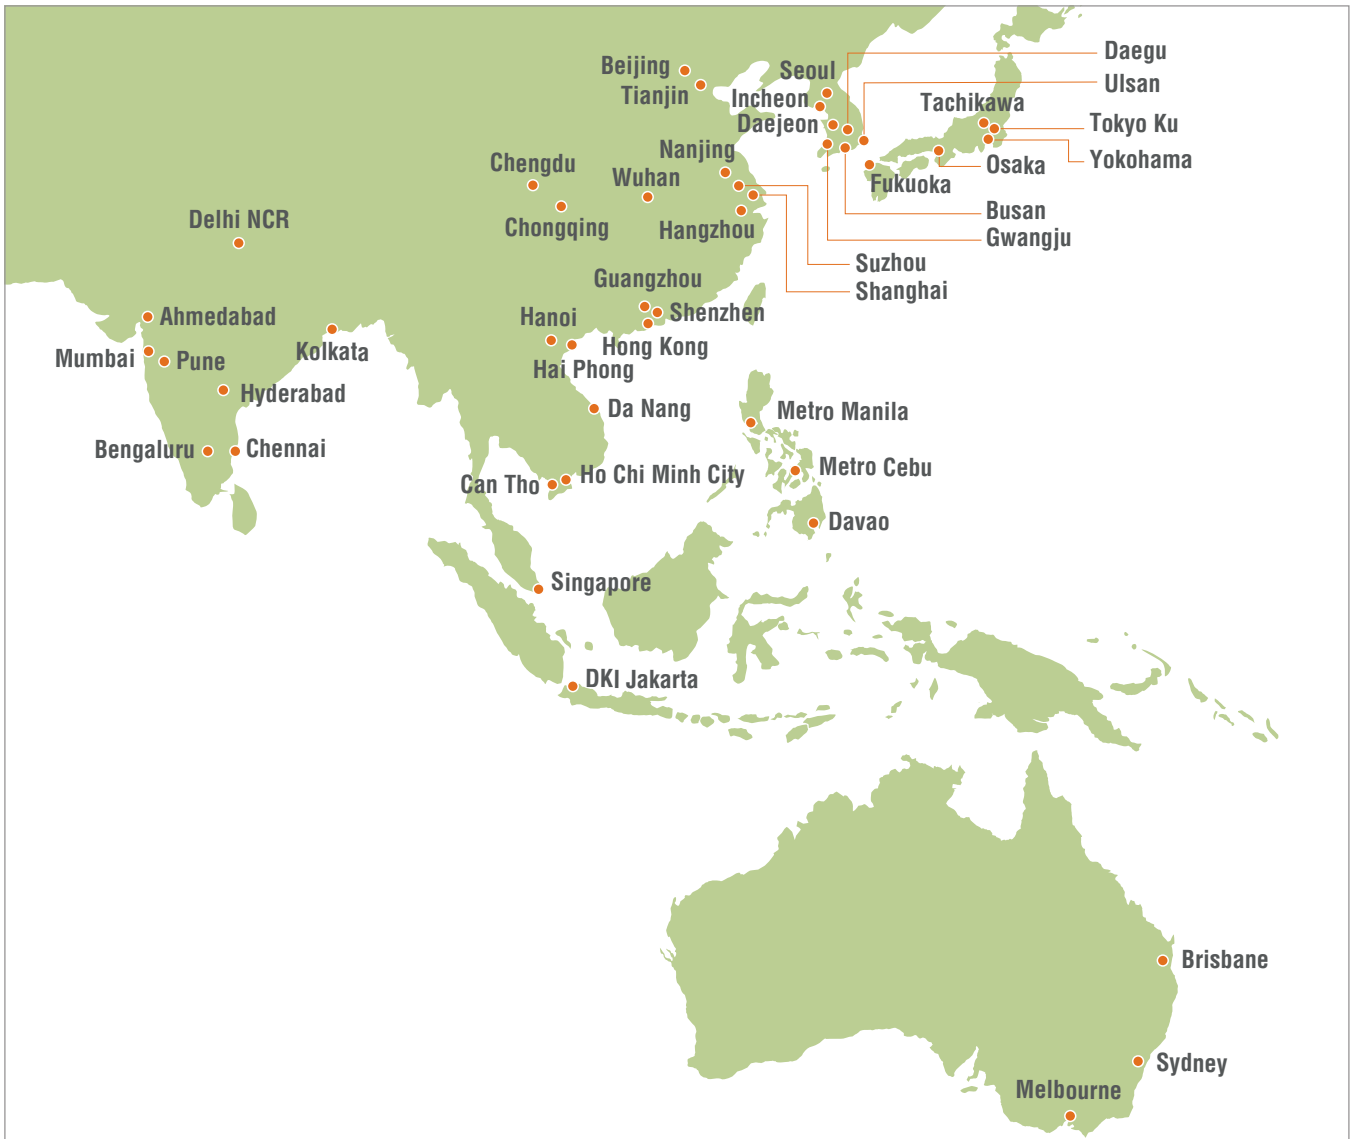 Daegu
Beijing
Seoul
Ulsan
Tianjin
Incheon
Tachikawa
Daejeon
Tokyo Ku
Nanjing
Yokohama
Chengdu
Osaka
Wuhan
Fukuoka
Delhi NCR
Busan
Chongqing
Hangzhou
Gwangju
Suzhou
Guangzhou
Shanghai
Ahmedabad
Hanoi
Shenzhen
Kolkata
Hong Kong
Mumbai
Pune
Hai Phong
Hyderabad
Da Nang
Metro Manila
Bengaluru
Chennai
Metro Cebu
Can Tho
Ho Chi Minh City
Davao
Singapore
DKI Jakarta
Brisbane
Sydney
Melbourne